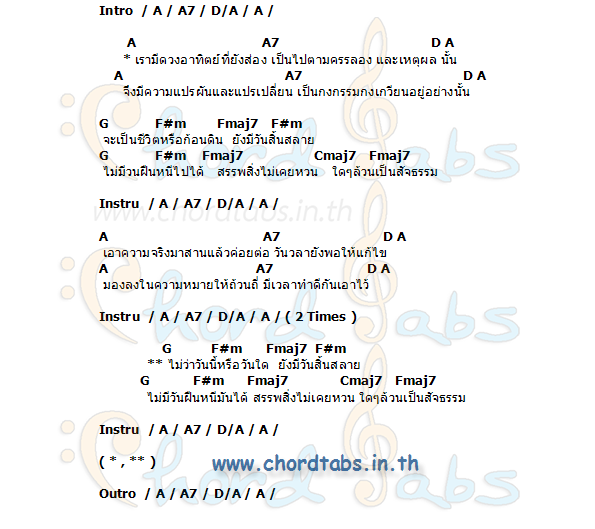 Intro / A / A7 / D/A / A /
A A7 D A
* เรามีดวงอาทิตย์ที่ยังส่อง เป็นไปตามครรลอง และเหตุผล นั้น
A A7 D A
จึงมีความแปรผันและแปรเปลี่ยน เป็นกงกรรมกงเกวียนอยู่อย่างนั้น
G F#m Fmaj7 F#m
จะเป็นชีวิตหรือก้อนดิน ยังมีวันสิ้นสลาย
G F#m Fmaj7 Cmaj7 Fmaj7
ไม่มีวนฝืนหนีไปได้ สรรพสิ่งไม่เคยหวน ใดๆล้วนเป็นสัจธรรม
www.chordtabs.in.th
Instru / A / A7 / D/A / A /
A A7 D A
เอาความจริงมาสานแล้วค่อยต่อ วันวลายังพอให้แก้ไข
A A7 D A
มองลงในความหมายให้ถ้วนถี่ มีเวลาทำดีกันเอาไว้
Instru / A / A7 / D/A / A / ( 2 Times )
G F#m Fmaj7 F#m
** ไม่ว่าวันนี้หรือวันใด ยังมีวันสิ้นสลาย
G F#m Fmaj7 Cmaj7 Fmaj7
ไม่มีวันฝืนหนีมันได้ สรรพสิ่งไม่เคยหวน ใดๆล้วนเป็นสัจธรรม
Instru / A / A7 / D/A / A /
( * , ** )
www.chordtabs.in.th
Outro / A / A7 / D/A / A /
Chord Tabs
Chord Tabs
Chord Tabs